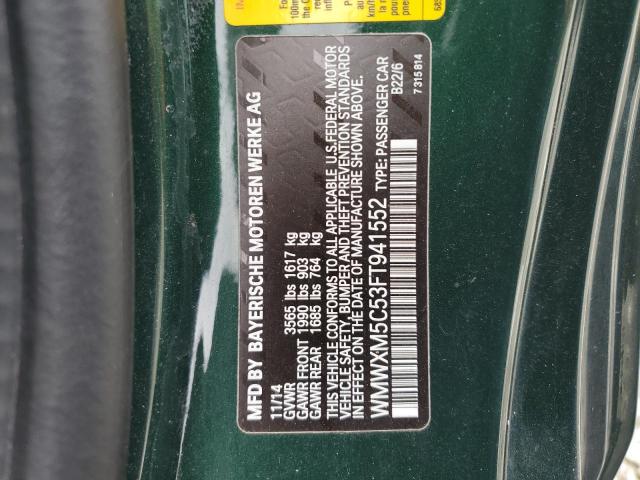 MFD BY BAYERISCHE MOTOREN WERKE AG
11/14
GVWR 3565 lbs 1617 kg
GAWR FRONT 1990 lbs 903 kg
GAWR REAR 1685 lbs 764 kg
THIS VEHICLE CONFORMS TO ALL APPLICABLE U.S.FEDERAL MOTOR
VEHICLE SAFETY, BUMPER AND THEFT PREVENTION STANDARDS
IN EFFECT ON THE DATE OF MANUFACTURE SHOWN ABOVE.
WMWXM5C53FT941552 TYPE: PASSENGER CAR
B22/6
7 315 814